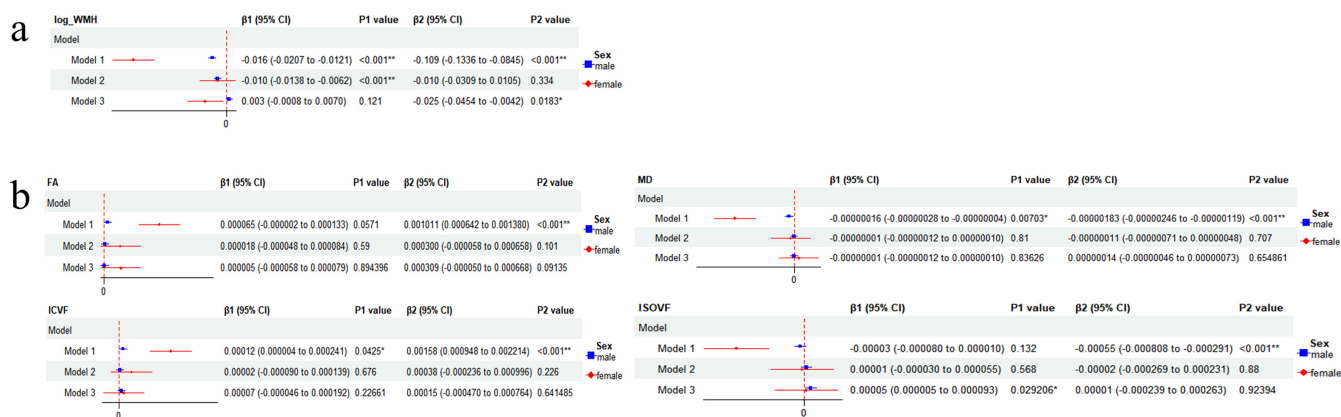 a
log_WMH β1 (95% CI) P1 value β2 (95% CI) P2 value
Model
Model 1 -0.016 (-0.0207 to -0.0121) <0.001** -0.109 (-0.1336 to -0.0845) <0.001**
Model 2 -0.010 (-0.0138 to -0.0062) <0.001** -0.010 (-0.0309 to 0.0105) 0.334
Model 3 0.003 (-0.0008 to 0.0070) 0.121 -0.025 (-0.0454 to -0.0042) 0.0183*
0
Sex
male
female
b
FA β1 (95% CI) P1 value β2 (95% CI) P2 value
Model
Model 1 0.000065 (-0.000002 to 0.000133) 0.0571 0.001011 (0.000642 to 0.001380) <0.001**
Model 2 0.000018 (-0.000048 to 0.000084) 0.59 0.000300 (-0.000058 to 0.000658) 0.101
Model 3 0.000005 (-0.000058 to 0.000079) 0.894396 0.000309 (-0.000050 to 0.000668) 0.09135
0
Sex
male
female
MD β1 (95% CI) P1 value β2 (95% CI) P2 value
Model
Model 1 -0.00000016 (-0.00000028 to -0.00000004) 0.00703* -0.00000183 (-0.00000246 to -0.00000119) <0.001**
Model 2 -0.00000001 (-0.00000012 to 0.00000010) 0.81 -0.00000011 (-0.00000071 to 0.00000048) 0.707
Model 3 -0.00000001 (-0.00000012 to 0.00000010) 0.83626 0.00000014 (-0.00000046 to 0.00000073) 0.654861
0
Sex
male
female
ICVF β1 (95% CI) P1 value β2 (95% CI) P2 value
Model
Model 1 0.00012 (0.000004 to 0.000241) 0.0425* 0.00158 (0.000948 to 0.002214) <0.001**
Model 2 0.00002 (-0.000090 to 0.000139) 0.676 0.00038 (-0.000236 to 0.000996) 0.226
Model 3 0.00007 (-0.000046 to 0.000192) 0.22661 0.00015 (-0.000470 to 0.000764) 0.641485
0
Sex
male
female
ISOVF β1 (95% CI) P1 value β2 (95% CI) P2 value
Model
Model 1 -0.00003 (-0.000080 to 0.000010) 0.132 -0.00055 (-0.000808 to -0.000291) <0.001**
Model 2 0.00001 (-0.000030 to 0.000055) 0.568 -0.00002 (-0.000269 to 0.000231) 0.88
Model 3 0.00005 (0.000005 to 0.000093) 0.029206* 0.00001 (-0.000239 to 0.000263) 0.92394
0
Sex
male
female